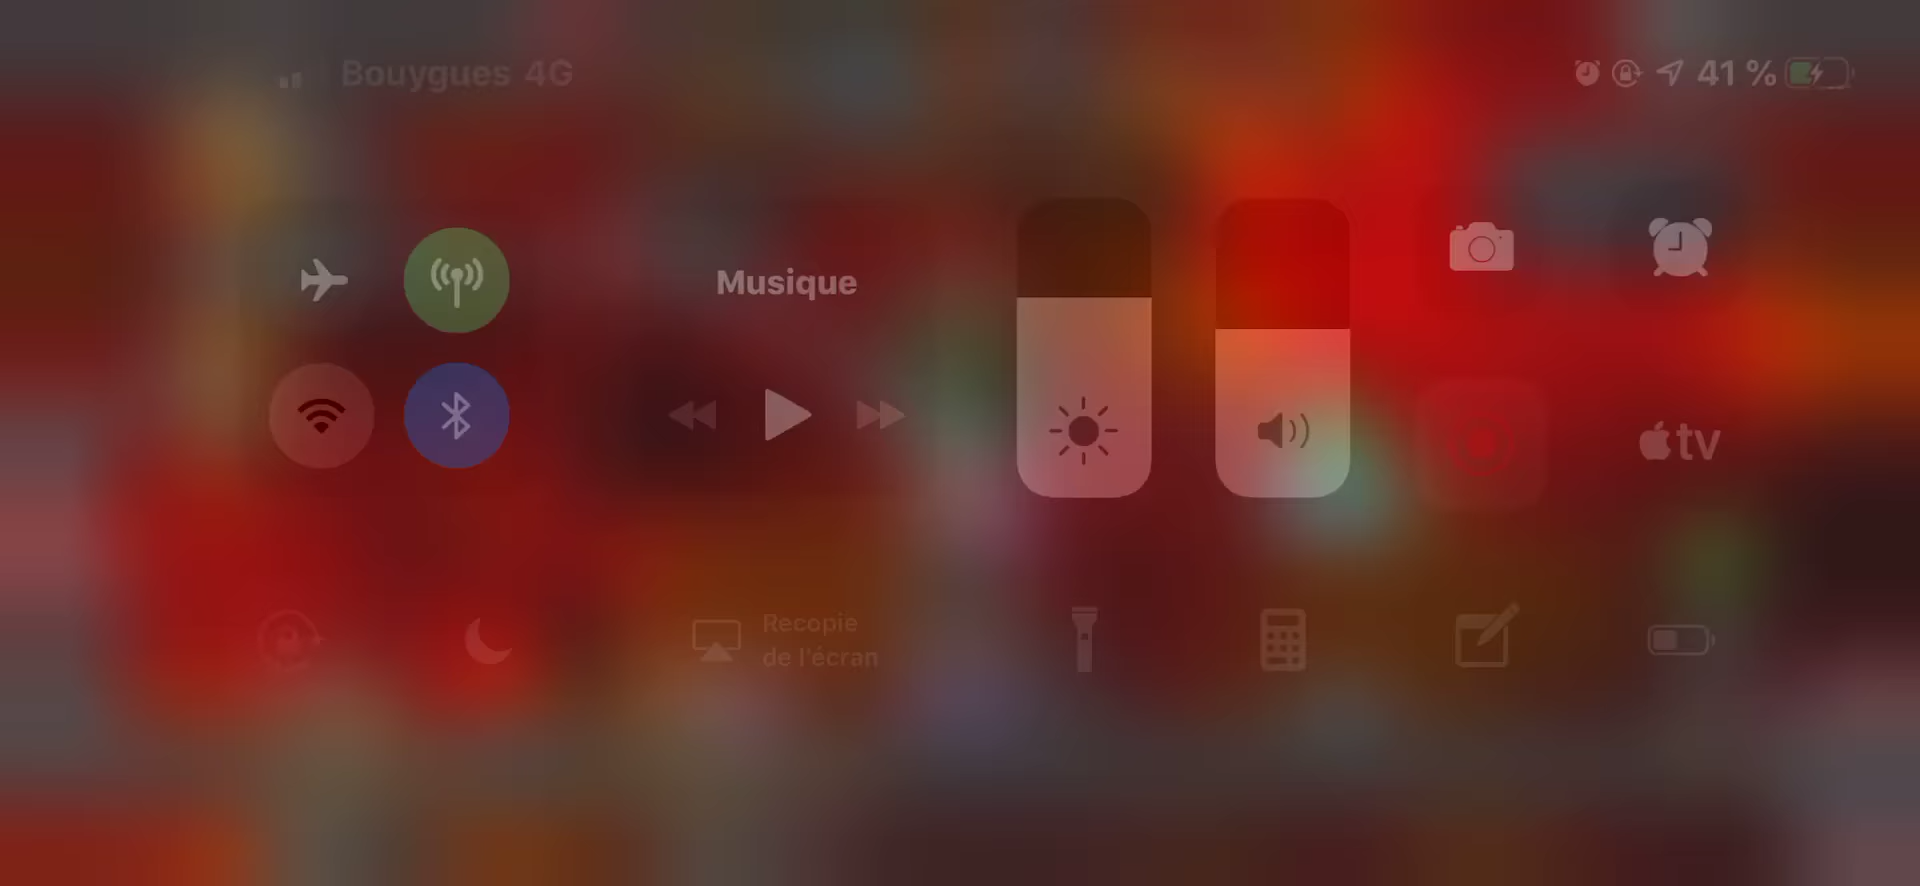 Bouygues 4G
41 %
Musique
tv
Recopie
de l'écran